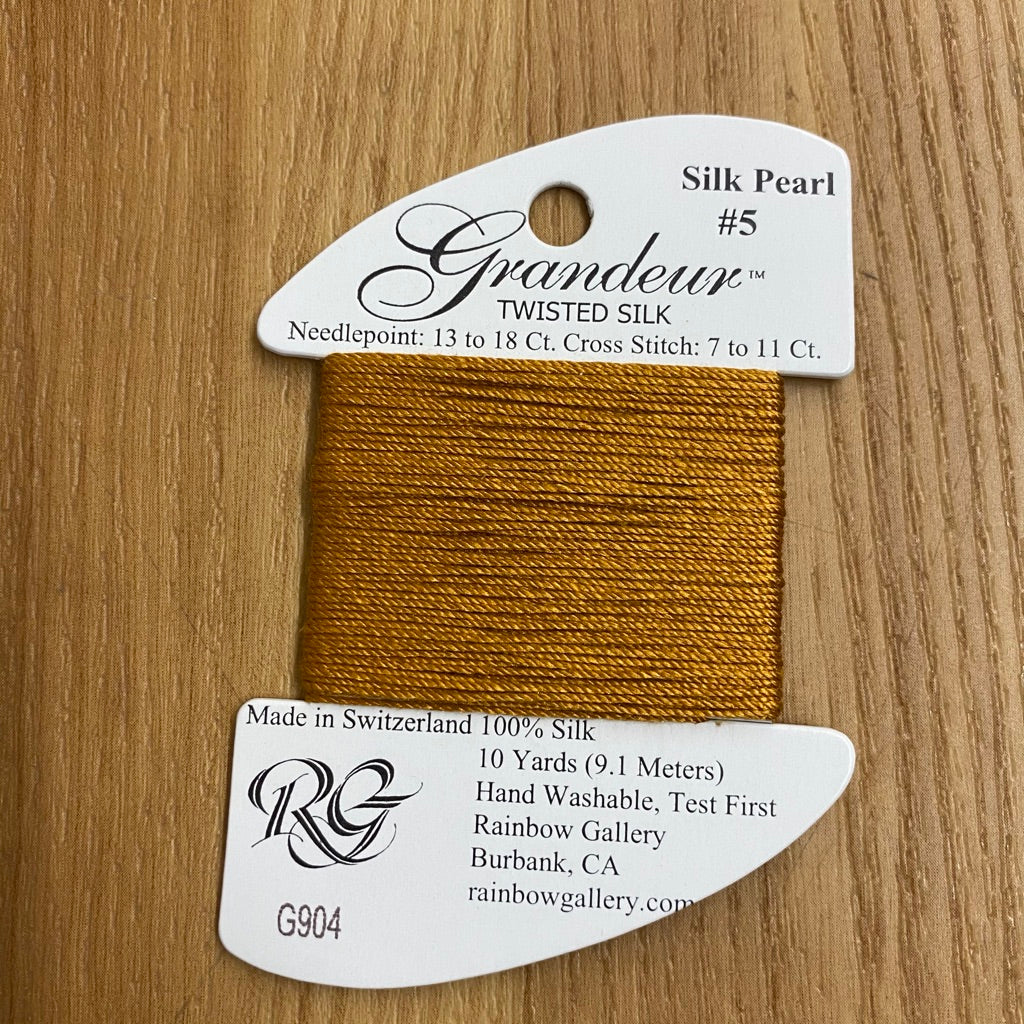 Silk Pearl
#5
Grandeur™
TWISTED SILK
Needlepoint: 13 to 18 Ct. Cross Stitch: 7 to 11 Ct.
Made in Switzerland 100% Silk
10 Yards (9.1 Meters)
Hand Washable, Test First
Rainbow Gallery
Burbank, CA
rainbowgallery.com
RG
G904